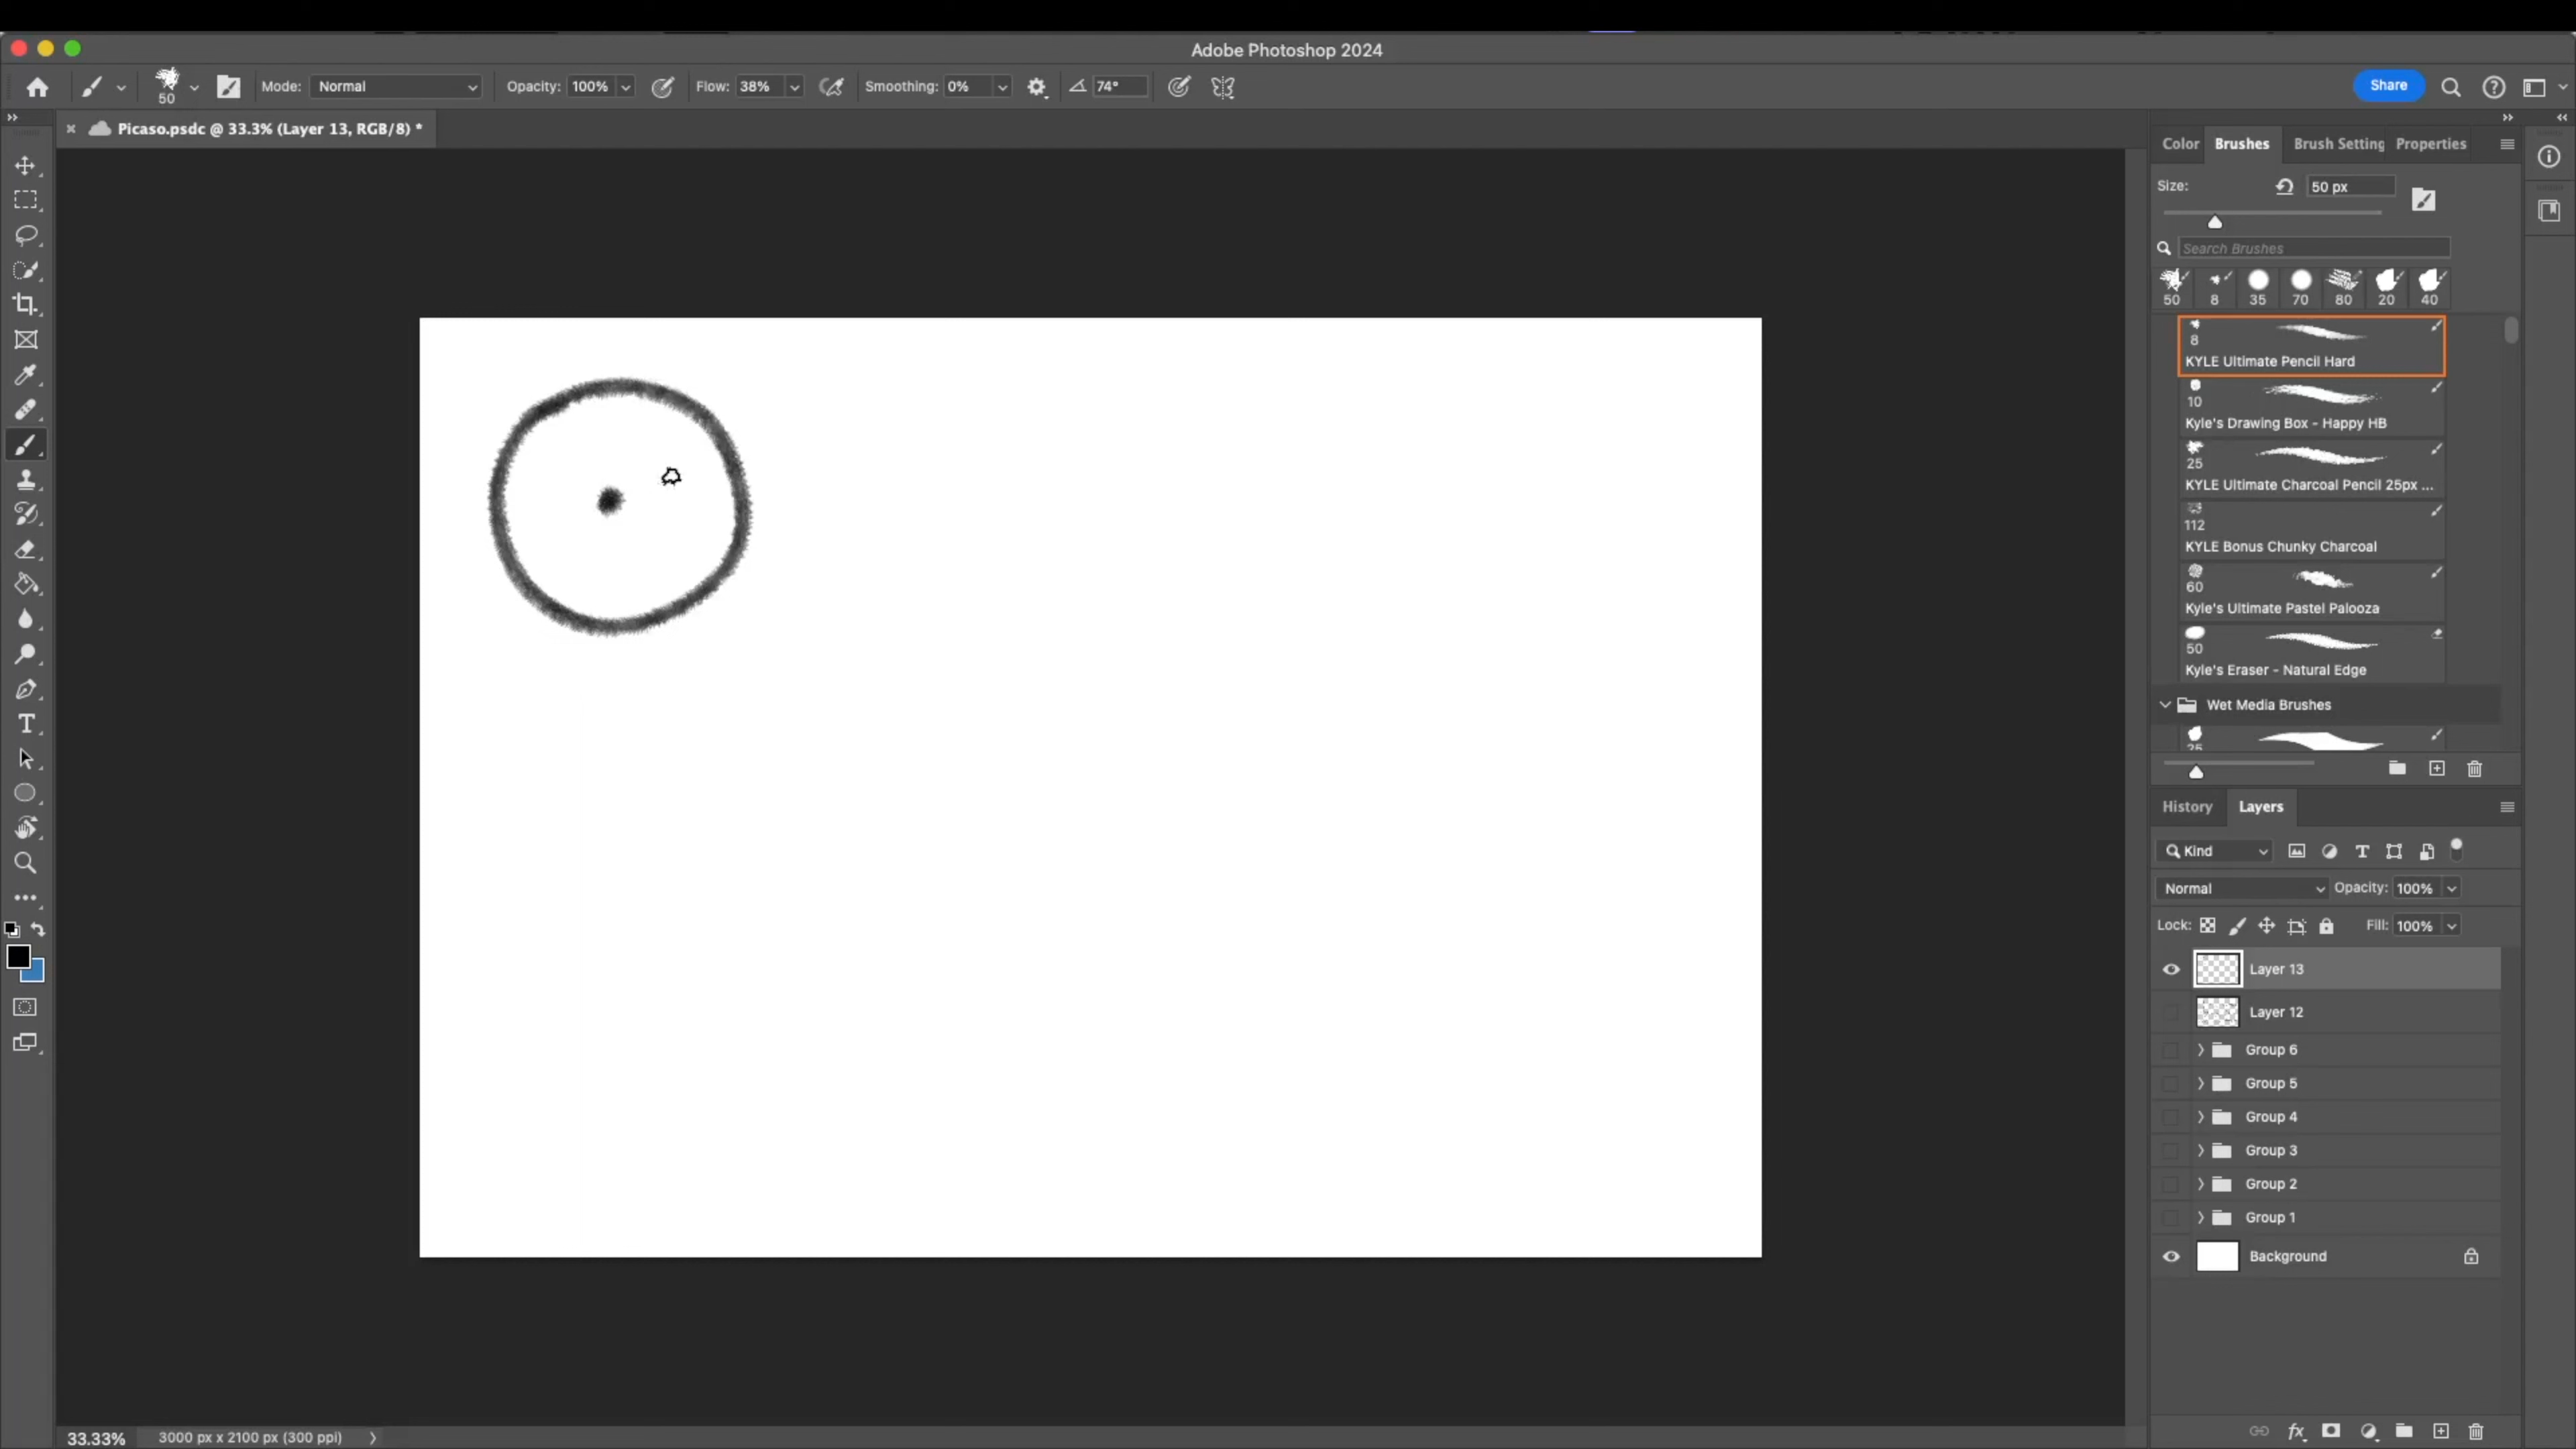 Adobe Photoshop 2024
50 Mode: Normal Opacity: 100% Flow: 38% Smoothing: 0% 74° Share
Picaso.psdc @ 33.3% (Layer 13, RGB/8) *
Color Brushes Brush Setting Properties
Size: 50 px
Search Brushes
50 8 35 70 80 20 40
8
KYLE Ultimate Pencil Hard
10
Kyle's Drawing Box - Happy HB
25
KYLE Ultimate Charcoal Pencil 25px ...
112
KYLE Bonus Chunky Charcoal
60
Kyle's Ultimate Pastel Palooza
50
Kyle's Eraser - Natural Edge
Wet Media Brushes
25
History Layers
Kind
Normal Opacity: 100%
Lock: Fill: 100%
Layer 13
Layer 12
Group 6
Group 5
Group 4
Group 3
Group 2
Group 1
Background
33.33% 3000 px x 2100 px (300 ppi)